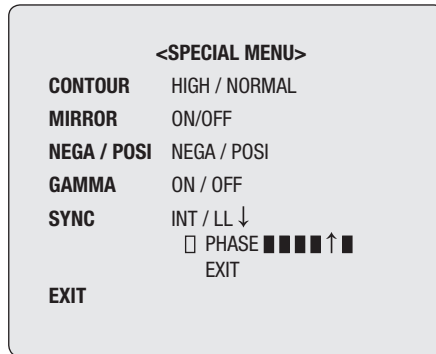 <SPECIAL MENU>
CONTOUR HIGH / NORMAL
MIRROR ON/OFF
NEGA / POSI NEGA / POSI
GAMMA ON / OFF
SYNC INT / LL ↓
▯ PHASE ▮▮▮▮↑▮
EXIT
EXIT